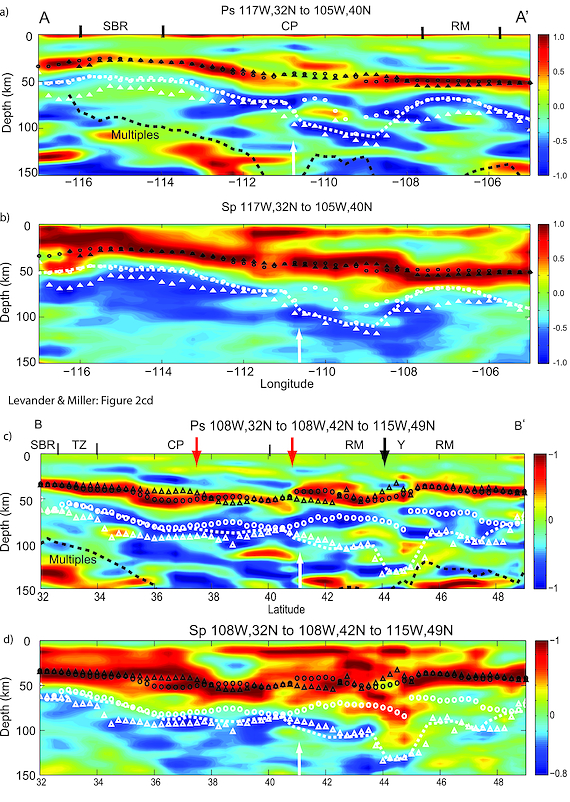 a)
A
Ps 117W,32N to 105W,40N
A'
SBR
CP
RM
0
50
100
150
Depth (km)
Multiples
1.0
0.5
0.0
-0.5
-1.0
−116 −114 −112 −110 −108 −106
b)
Sp 117W,32N to 105W,40N
0
50
100
150
Depth (km)
1.0
0.5
0.0
-0.5
-1.0
−116 −114 −112 −110 −108 −106
Longitude
Levander & Miller: Figure 2cd
B
Ps 108W,32N to 108W,42N to 115W,49N
B'
c)
SBR TZ CP RM Y RM
0
50
100
150
Depth (km)
Multiples
−1
0
−1
32 34 36 38 40 42 44 46 48
Latitude
d)
Sp 108W,32N to 108W,42N to 115W,49N
0
50
100
150
Depth (km)
−1
0
−0.8
32 34 36 38 40 42 44 46 48